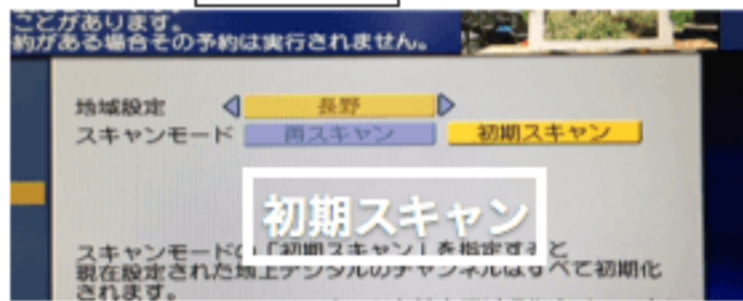 ことがあります。
約がある場合その予約は実行されません。
地域設定 長野
スキャンモード 再スキャン 初期スキャン
初期スキャン
スキャンモードの「初期スキャン」を指定すると
現在設定された地上デジタルのチャンネルはすべて初期化
されます。